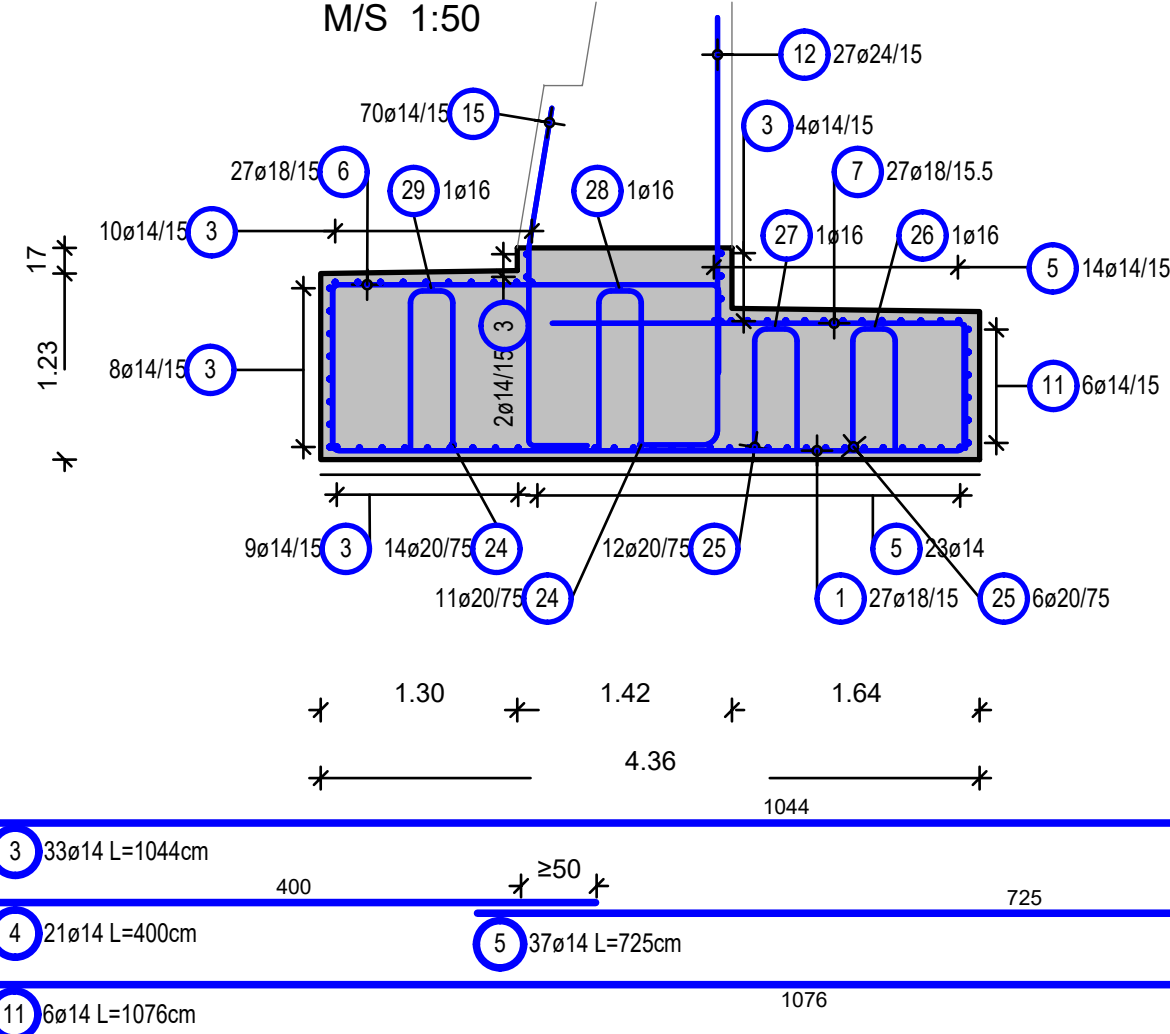 M/S 1:50
12 27ø24/15
70ø14/15 15
3 4ø14/15
27ø18/15 6
7 27ø18/15.5
29 1ø16
28 1ø16
10ø14/15 3
27 1ø16
26 1ø16
17
5 14ø14/15
3
2ø14/15
1.23
8ø14/15 3
11 6ø14/15
9ø14/15 3
14ø20/75 24
12ø20/75 25
5 23ø14
11ø20/75 24
1 27ø18/15
25 6ø20/75
1.30
1.42
1.64
4.36
1044
3 33ø14 L=1044cm
≥50
400
725
4 21ø14 L=400cm
5 37ø14 L=725cm
1076
11 6ø14 L=1076cm